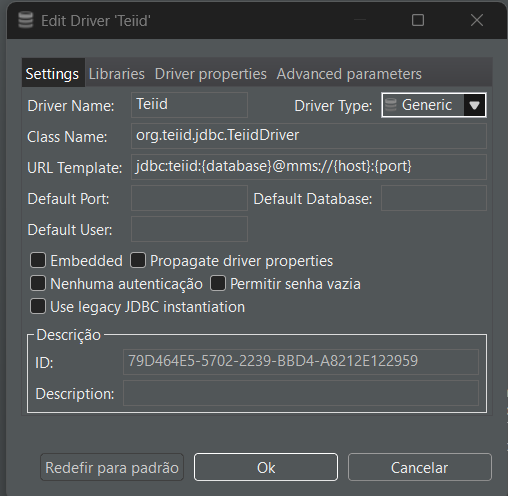 Edit Driver 'Teiid'
Settings Libraries Driver properties Advanced parameters
Driver Name: Teiid Driver Type: Generic
Class Name: org.teiid.jdbc.TeiidDriver
URL Template: jdbc:teiid:{database}@mms://{host}:{port}
Default Port: Default Database:
Default User:
Embedded Propagate driver properties
Nenhuma autenticação Permitir senha vazia
Use legacy JDBC instantiation
Descrição
ID: 79D464E5-5702-2239-BBD4-A8212E122959
Description:
Redefir para padrão Ok Cancelar